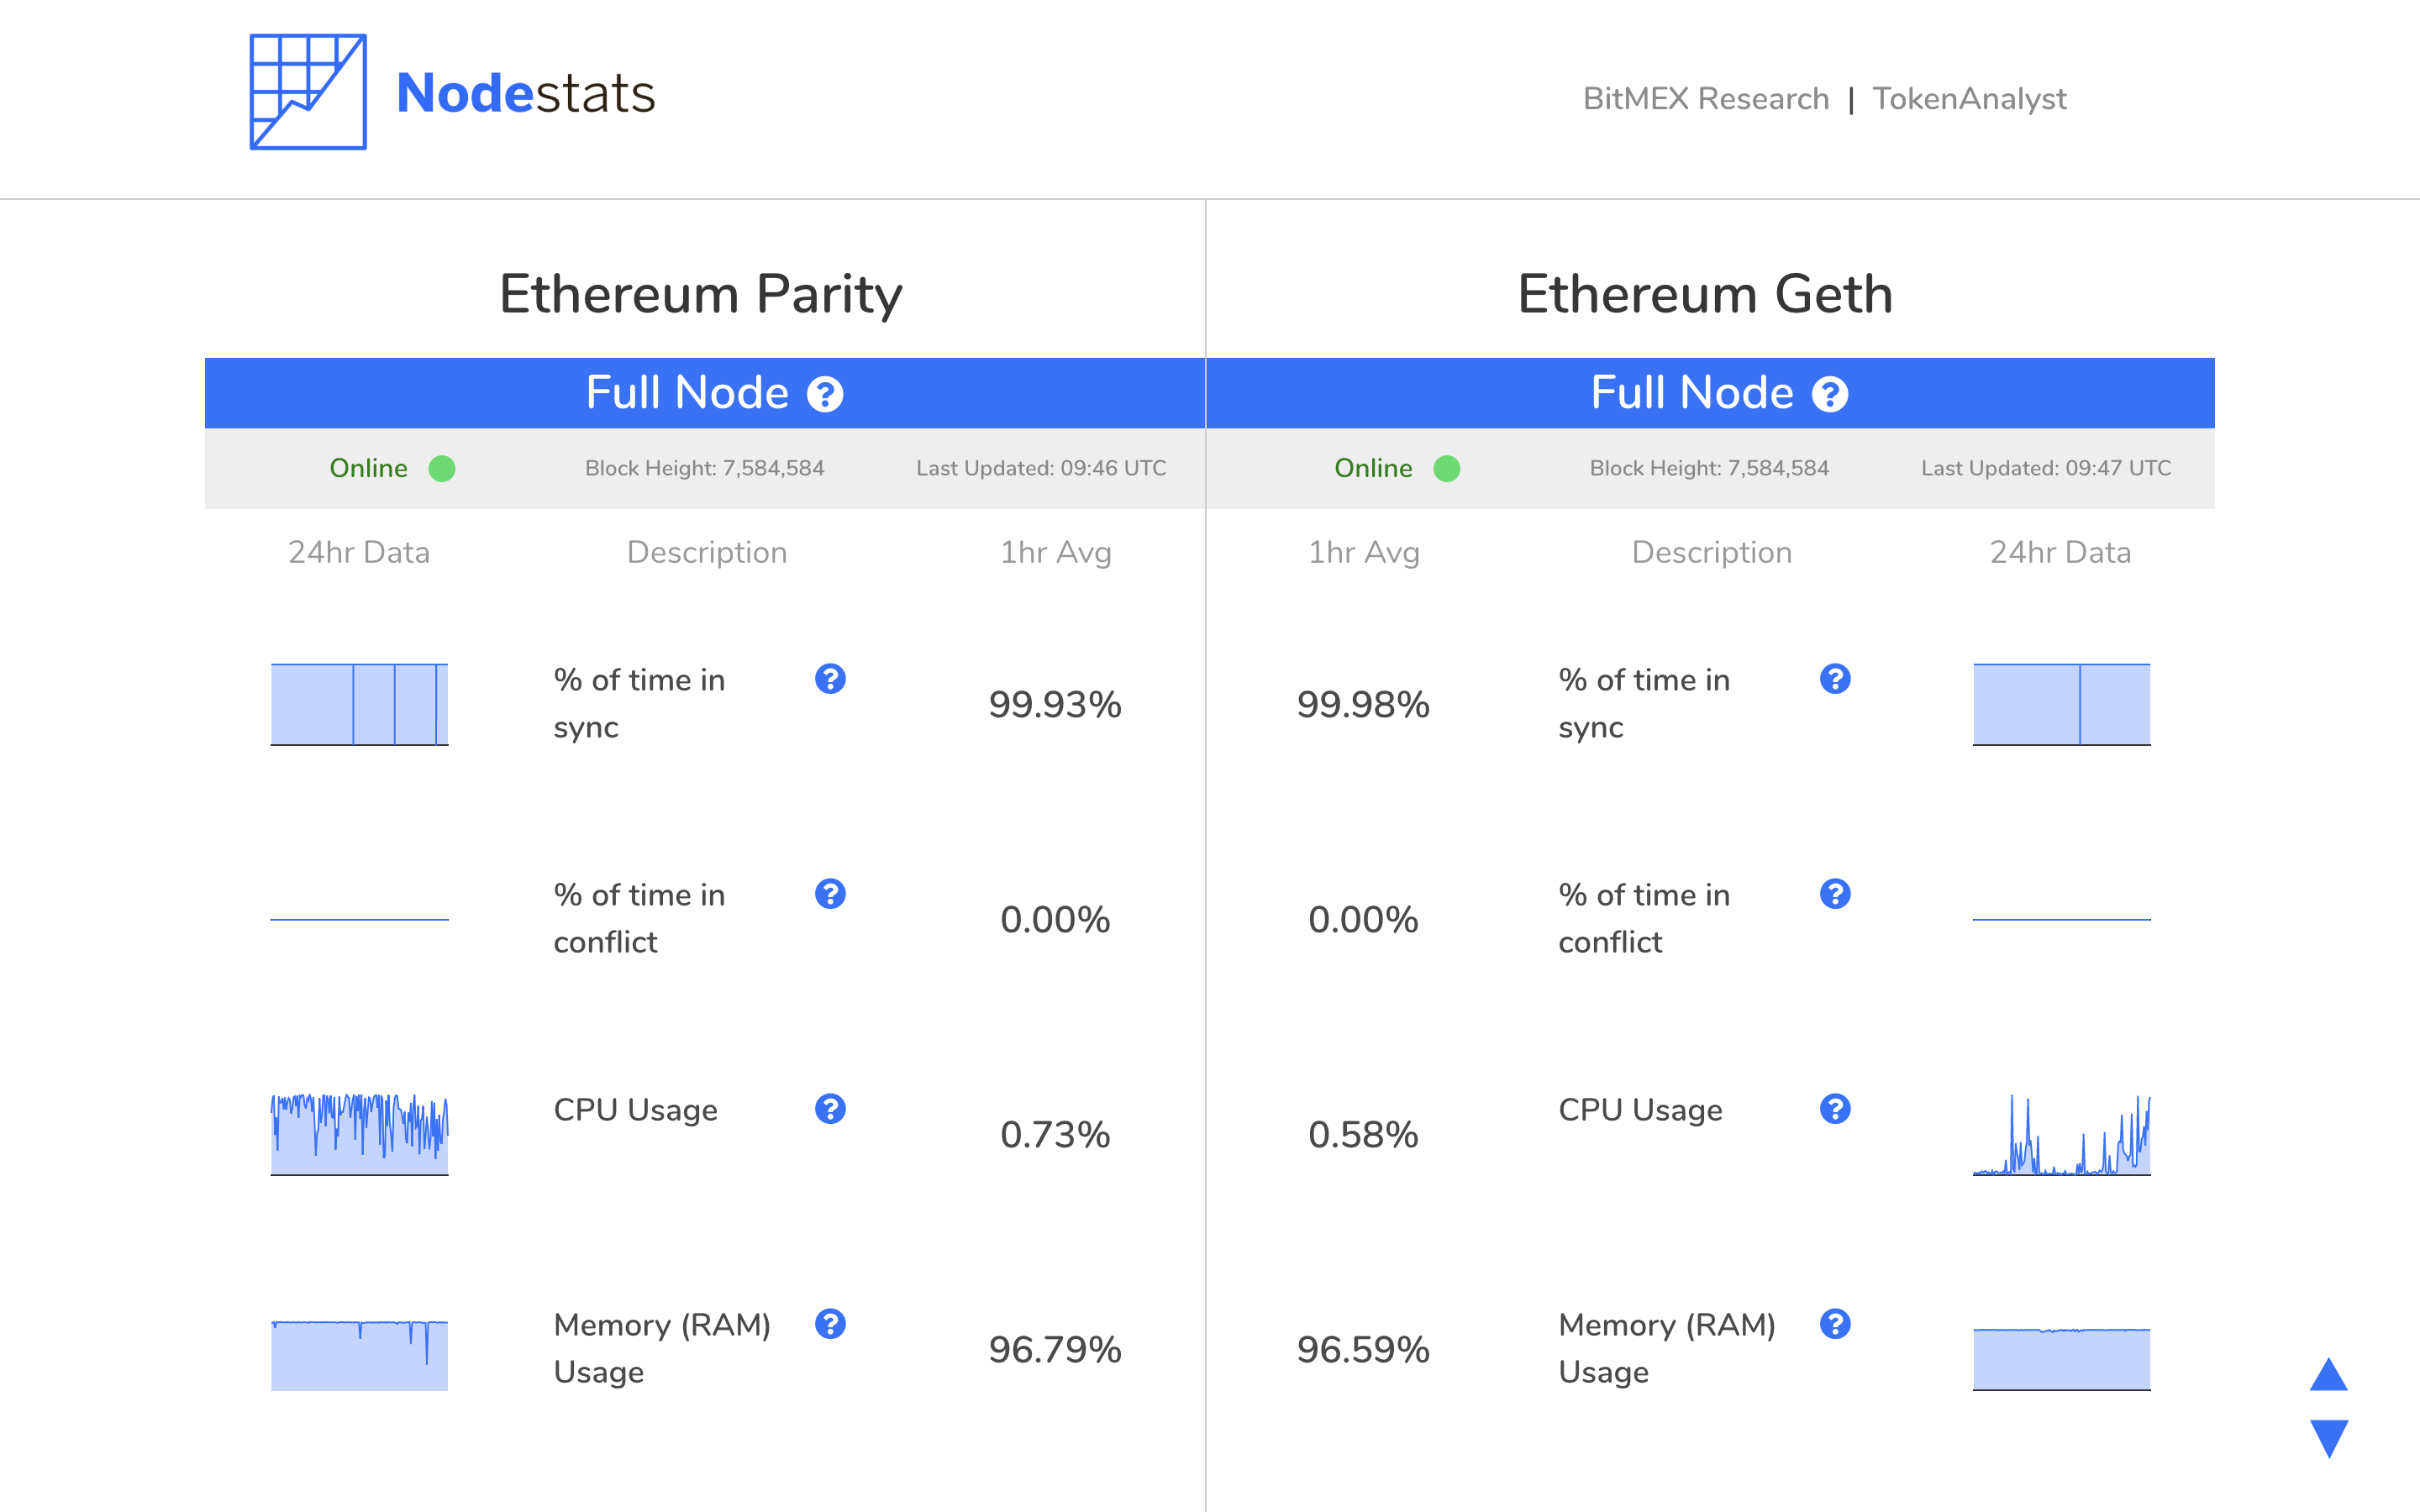 Nodestats
BitMEX Research | TokenAnalyst
Ethereum Parity
Full Node ?
Online
Block Height: 7,584,584
Last Updated: 09:46 UTC
24hr Data
Description
1hr Avg
% of time in
sync
?
99.93%
% of time in
conflict
?
0.00%
CPU Usage
?
0.73%
Memory (RAM)
Usage
?
96.79%
Ethereum Geth
Full Node ?
Online
Block Height: 7,584,584
Last Updated: 09:47 UTC
1hr Avg
Description
24hr Data
99.98%
% of time in
sync
?
0.00%
% of time in
conflict
?
0.58%
CPU Usage
?
96.59%
Memory (RAM)
Usage
?